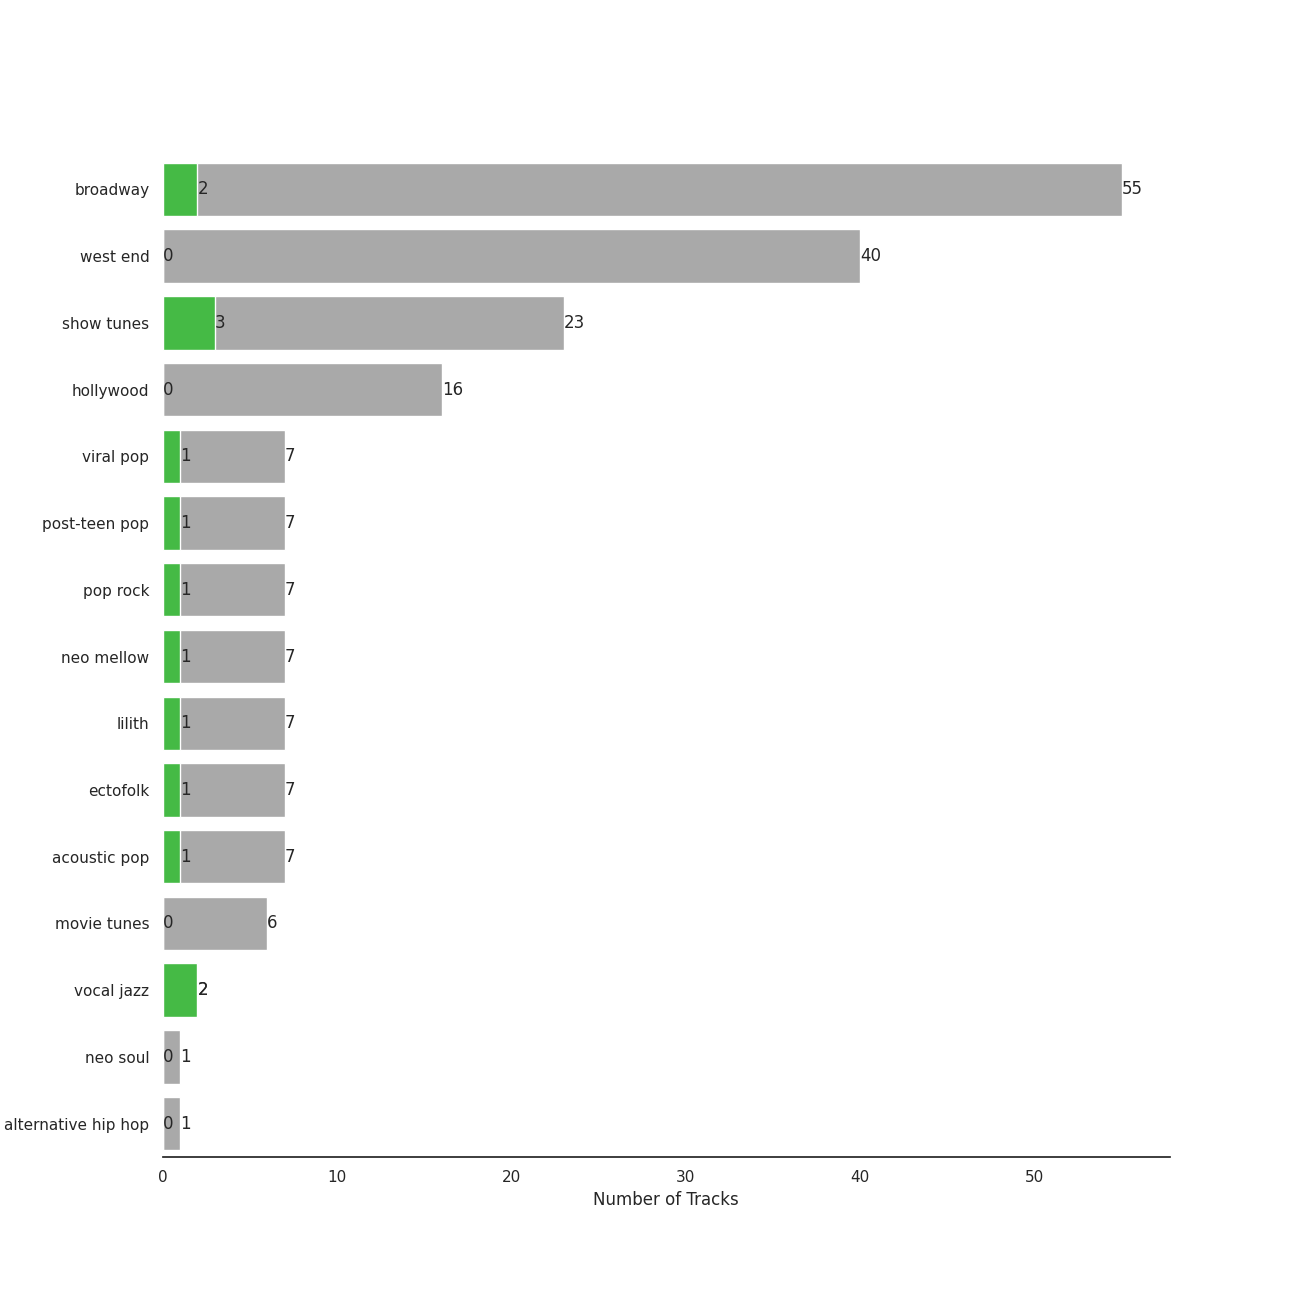 broadway 2 55
west end 0 40
show tunes 3 23
hollywood 0 16
viral pop 1 7
post-teen pop 1 7
pop rock 1 7
neo mellow 1 7
lilith 1 7
ectofolk 1 7
acoustic pop 1 7
movie tunes 0 6
vocal jazz 2
neo soul 0 1
alternative hip hop 0 1
0 10 20 30 40 50
Number of Tracks